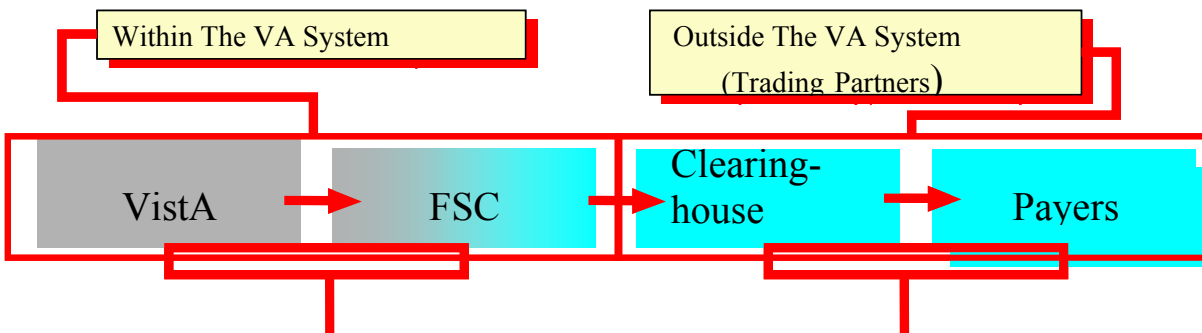 Within The VA System
Outside The VA System
(Trading Partners)
VistA
FSC
Clearing-
house
Payers